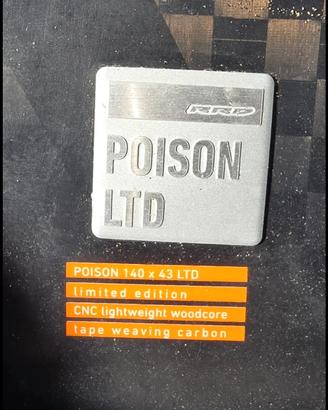 RRD
POISON
LTD
POISON 140 x 43 LTD
limited edition
CNC lightweight woodcore
tape weaving carbon